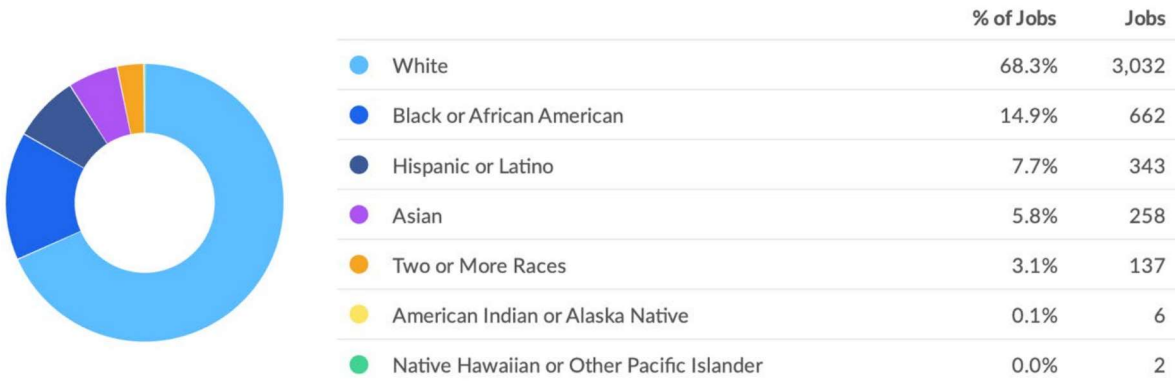 % of Jobs Jobs
White 68.3% 3,032
Black or African American 14.9% 662
Hispanic or Latino 7.7% 343
Asian 5.8% 258
Two or More Races 3.1% 137
American Indian or Alaska Native 0.1% 6
Native Hawaiian or Other Pacific Islander 0.0% 2